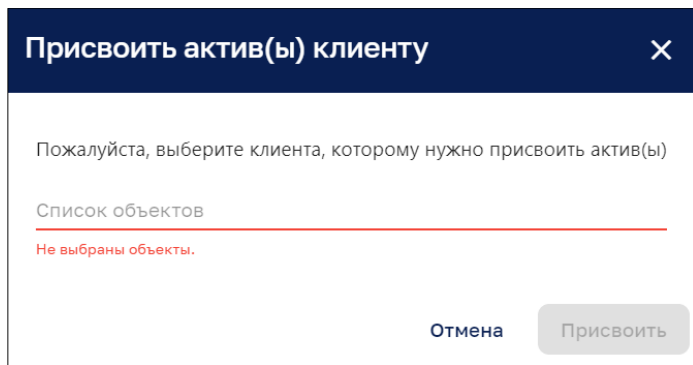 Присвоить актив(ы) клиенту
Пожалуйста, выберите клиента, которому нужно присвоить актив(ы)
Список объектов
Не выбраны объекты.
Отмена
Присвоить